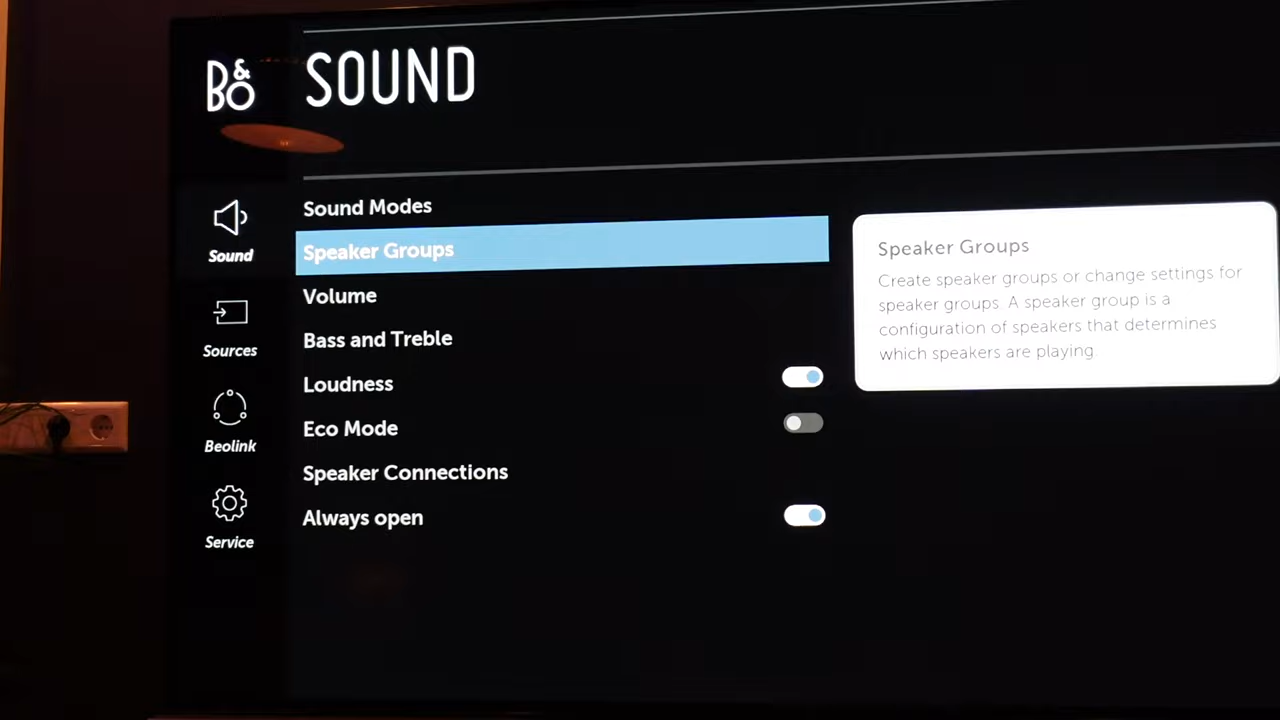 B&O
SOUND
Sound
Sources
Beolink
Service
Sound Modes
Speaker Groups
Volume
Bass and Treble
Loudness
Eco Mode
Speaker Connections
Always open
Speaker Groups
Create speaker groups or change settings for
speaker groups. A speaker group is a
configuration of speakers that determines
which speakers are playing.